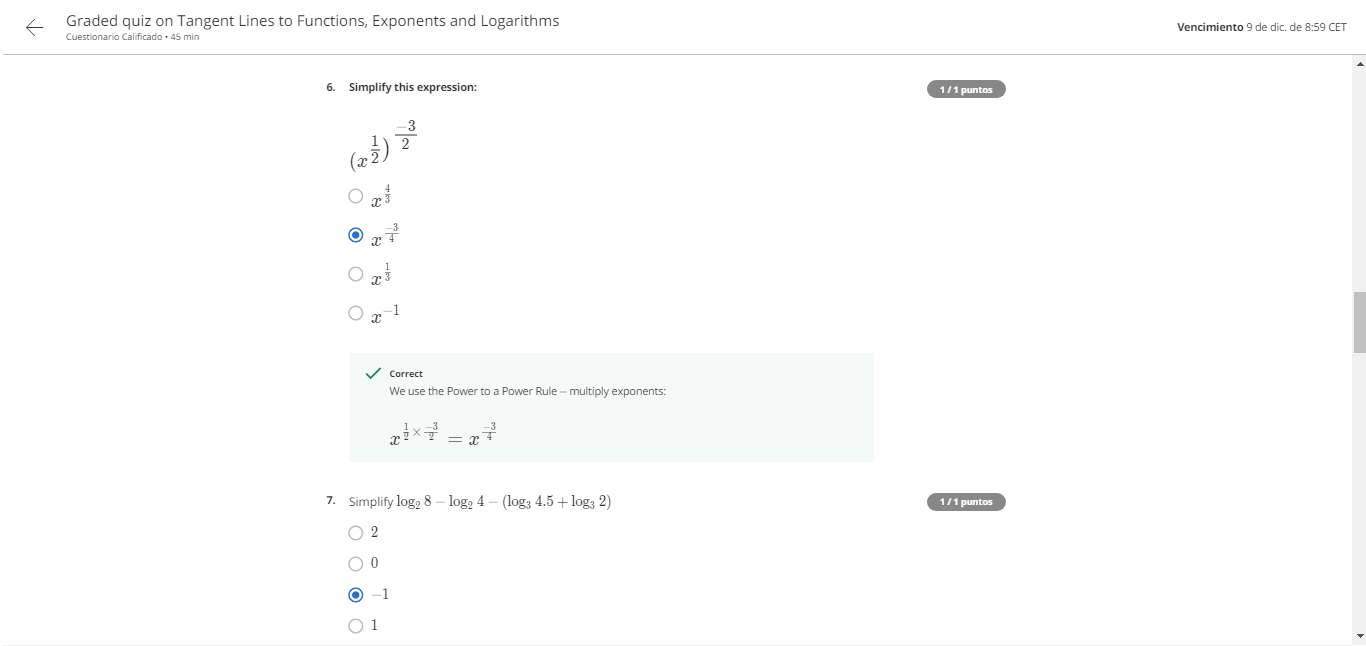 Graded quiz on Tangent Lines to Functions, Exponents and Logarithms
Cuestionario Calificado • 45 min
Vencimiento 9 de dic. de 8:59 CET
6. Simplify this expression:
1 / 1 puntos
(x^{\frac{1}{2}})^{\frac{-3}{2}}
x^{\frac{4}{3}}
x^{\frac{-3}{4}}
x^{\frac{1}{3}}
x^{-1}
Correct
We use the Power to a Power Rule -- multiply exponents:
x^{\frac{1}{2} \times \frac{-3}{2}} = x^{\frac{-3}{4}}
7. Simplify log₂ 8 − log₂ 4 − (log₃ 4.5 + log₃ 2)
1 / 1 puntos
2
0
−1
1